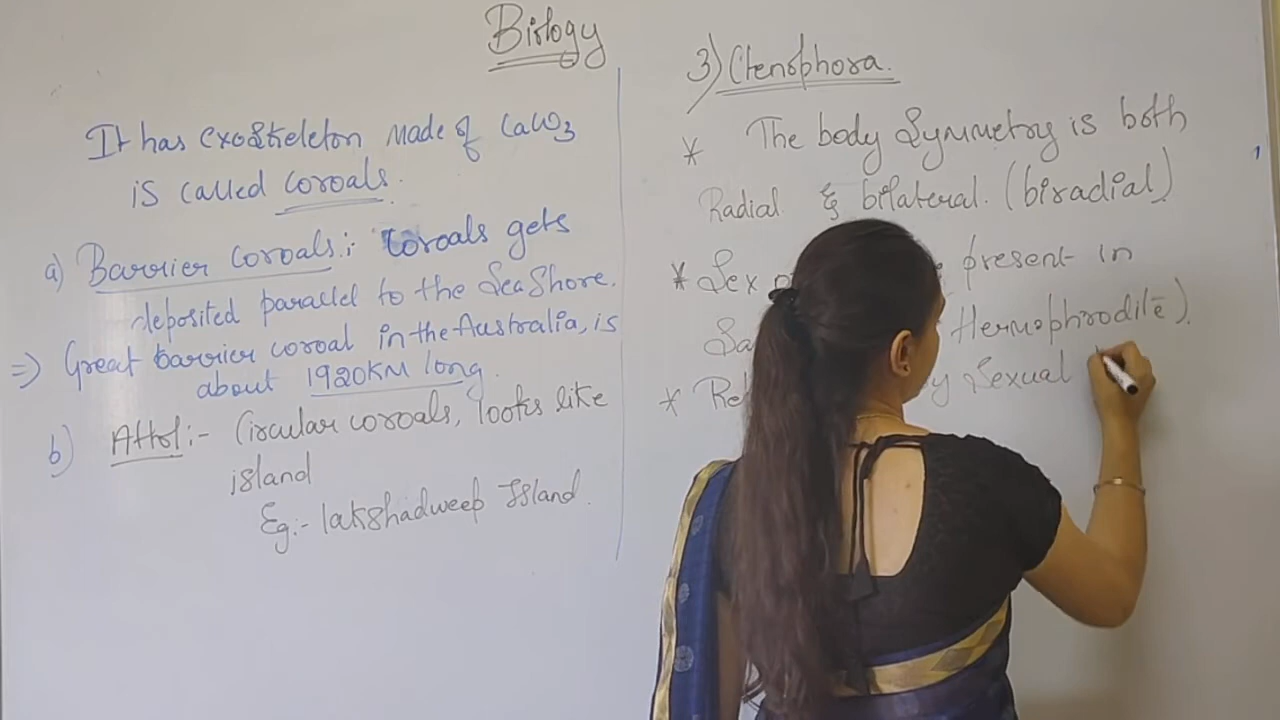 Biology
It has exoskeleton made of CaCO3
is called coroals.
a) Barrier coroals: coroals gets
deposited parallel to the SeaShore.
=> Great barrier coroal in the Australia, is
about 1920KM long.
b) Attol:- Circular coroals, looks like
island
Eg:- lakshadweep Island.
3) Ctenophora.
* The body Symmetry is both
Radial & bilateral. (biradial)
* Sex present in
Hermophrodite).
* Sexual